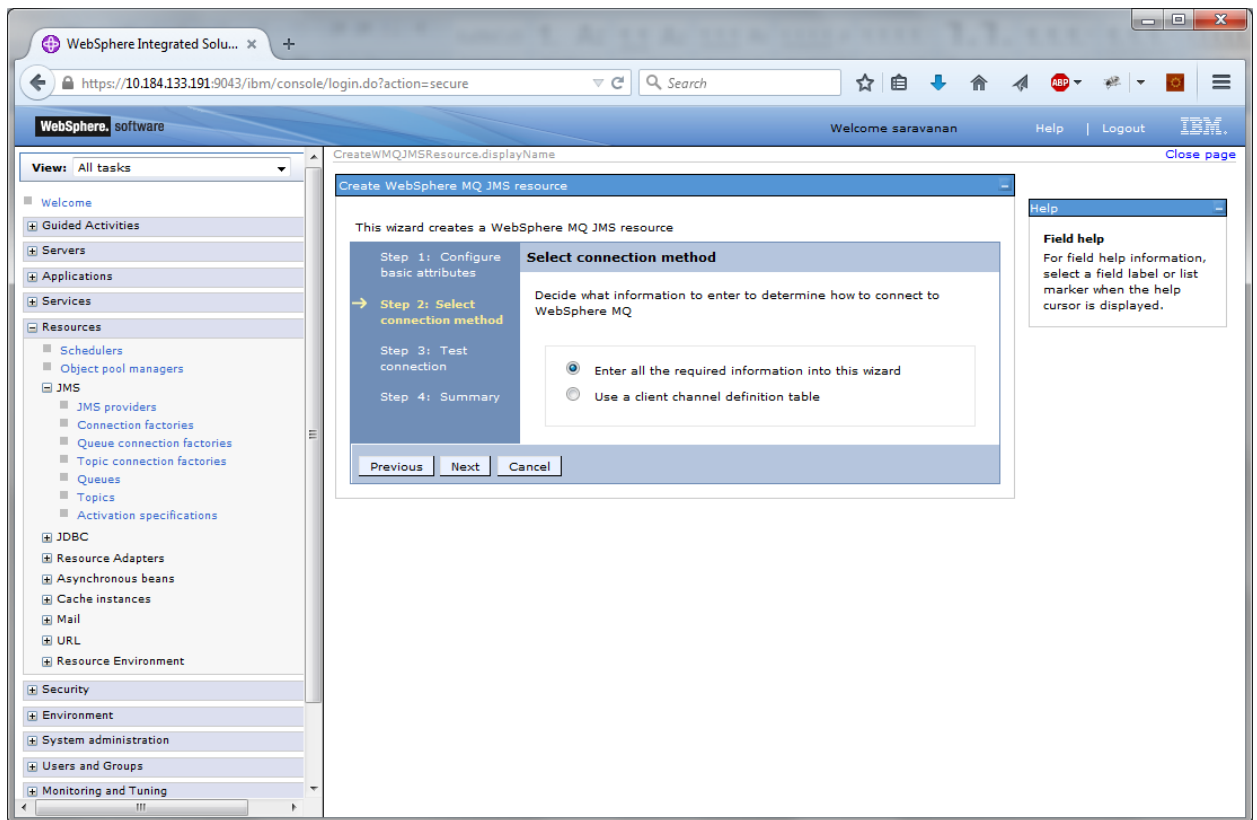 WebSphere Integrated Solu...
https://10.184.133.191:9043/ibm/console/login.do?action=secure
Search
ABP
WebSphere. software
Welcome saravanan
Help | Logout
IBM.
View: All tasks
Welcome
Guided Activities
Servers
Applications
Services
Resources
Schedulers
Object pool managers
JMS
JMS providers
Connection factories
Queue connection factories
Topic connection factories
Queues
Topics
Activation specifications
JDBC
Resource Adapters
Asynchronous beans
Cache instances
Mail
URL
Resource Environment
Security
Environment
System administration
Users and Groups
Monitoring and Tuning
CreateWMQJMSResource.displayName
Close page
Create WebSphere MQ JMS resource
This wizard creates a WebSphere MQ JMS resource
Step 1: Configure
basic attributes
Step 2: Select
connection method
Step 3: Test
connection
Step 4: Summary
Select connection method
Decide what information to enter to determine how to connect to
WebSphere MQ
Enter all the required information into this wizard
Use a client channel definition table
Previous Next Cancel
Help
Field help
For field help information,
select a field label or list
marker when the help
cursor is displayed.